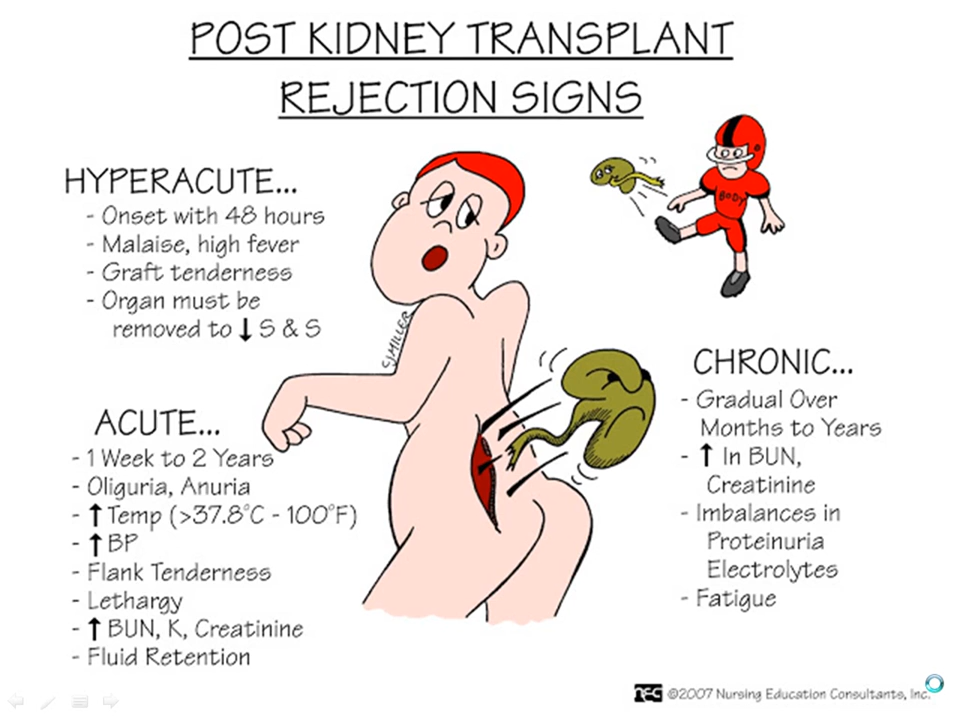 POST KIDNEY TRANSPLANT
REJECTION SIGNS
HYPERACUTE...
- Onset with 48 hours
- Malaise, high fever
- Graft tenderness
- Organ must be
removed to ↓ S & S
BODY
SJMILLER
ACUTE...
- 1 Week to 2 Years
- Oliguria, Anuria
- ↑ Temp (>37.8°C - 100°F)
- ↑ BP
- Flank Tenderness
- Lethargy
- ↑ BUN, K, Creatinine
- Fluid Retention
CHRONIC...
- Gradual Over
Months to Years
- ↑ In BUN,
Creatinine
- Imbalances in
Proteinuria
Electrolytes
- Fatigue
NEC ©2007 Nursing Education Consultants, Inc.